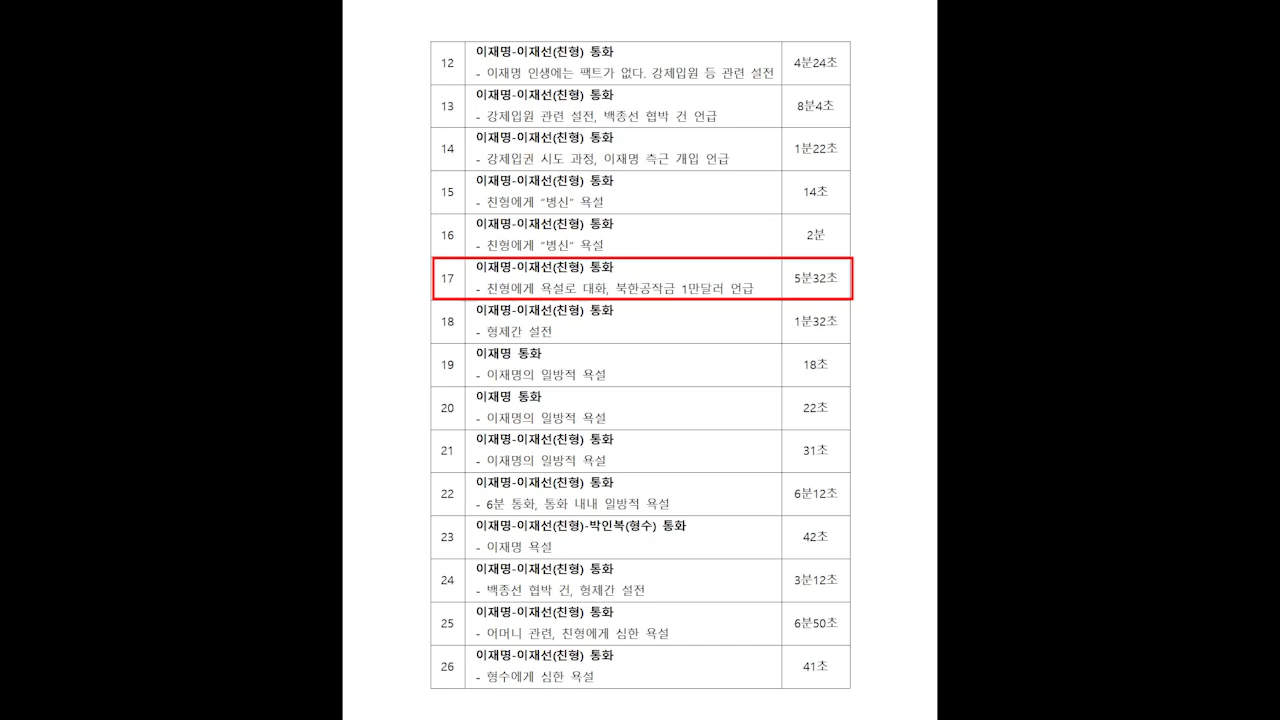 12
이재명-이재선(친형) 통화
- 이재명 인생에는 팩트가 없다. 강제입원 등 관련 설전
4분24초
13
이재명-이재선(친형) 통화
- 강제입원 관련 설전, 백종선 협박 건 언급
8분4초
14
이재명-이재선(친형) 통화
- 강제입권 시도 과정, 이재명 측근 개입 언급
1분22초
15
이재명-이재선(친형) 통화
- 친형에게 “병신” 욕설
14초
16
이재명-이재선(친형) 통화
- 친형에게 “병신” 욕설
2분
17
이재명-이재선(친형) 통화
- 친형에게 욕설로 대화, 북한공작금 1만달러 언급
5분32초
18
이재명-이재선(친형) 통화
- 형제간 설전
1분32초
19
이재명 통화
- 이재명의 일방적 욕설
18초
20
이재명 통화
- 이재명의 일방적 욕설
22초
21
이재명-이재선(친형) 통화
- 이재명의 일방적 욕설
31초
22
이재명-이재선(친형) 통화
- 6분 통화, 통화 내내 일방적 욕설
6분12초
23
이재명-이재선(친형)-박인복(형수) 통화
- 이재명 욕설
42초
24
이재명-이재선(친형) 통화
- 백종선 협박 건, 형제간 설전
3분12초
25
이재명-이재선(친형) 통화
- 어머니 관련, 친형에게 심한 욕설
6분50초
26
이재명-이재선(친형) 통화
- 형수에게 심한 욕설
41초